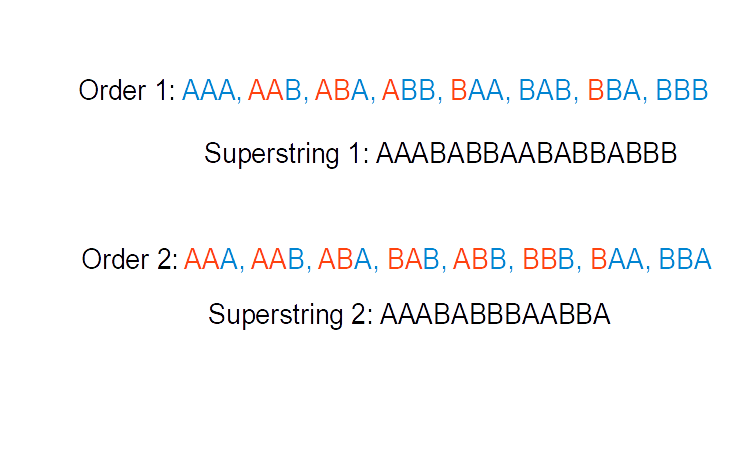 Order 1: AAA, AAB, ABA, ABB, BAA, BAB, BBA, BBB
Superstring 1: AAABABBAABABBABBB
Order 2: AAA, AAB, ABA, BAB, ABB, BBB, BAA, BBA
Superstring 2: AAABABBBAABBA